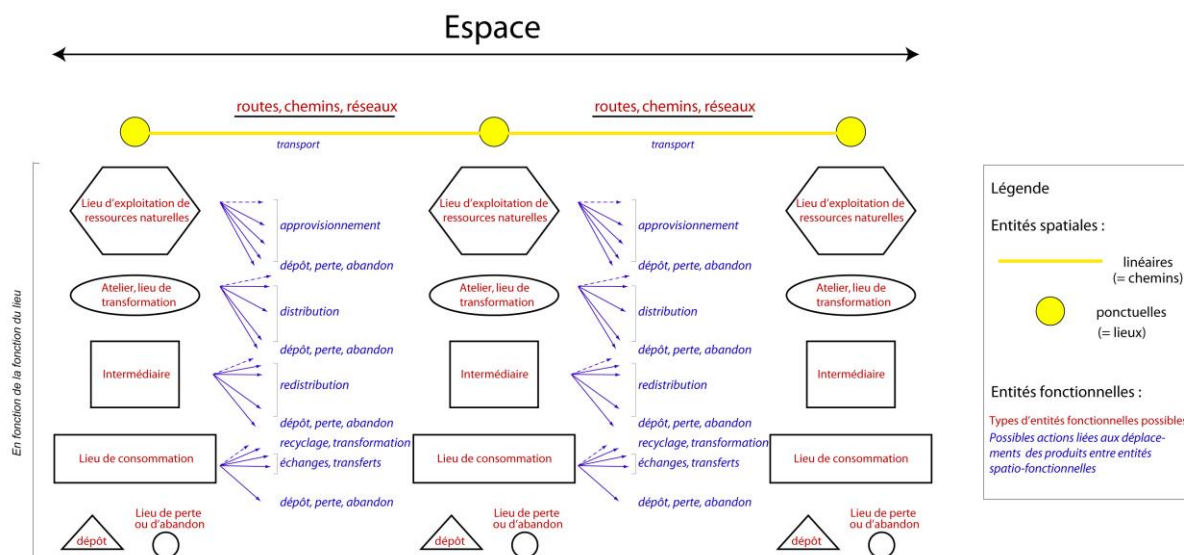 Espace
routes, chemins, réseaux
routes, chemins, réseaux
transport
transport
En fonction de la fonction du lieu
Lieu d'exploitation de
ressources naturelles
approvisionnement
dépôt, perte, abandon
Atelier, lieu de
transformation
distribution
dépôt, perte, abandon
Intermédiaire
redistribution
dépôt, perte, abandon
recyclage, transformation
Lieu de consommation
échanges, transferts
dépôt, perte, abandon
dépôt
Lieu de perte
ou d'abandon
Lieu d'exploitation de
ressources naturelles
approvisionnement
dépôt, perte, abandon
Atelier, lieu de
transformation
distribution
dépôt, perte, abandon
Intermédiaire
redistribution
dépôt, perte, abandon
recyclage, transformation
Lieu de consommation
échanges, transferts
dépôt, perte, abandon
dépôt
Lieu de perte
ou d'abandon
Lieu d'exploitation de
ressources naturelles
Atelier, lieu de
transformation
Intermédiaire
Lieu de consommation
dépôt
Lieu de perte
ou d'abandon
Légende
Entités spatiales :
linéaires
(= chemins)
ponctuelles
(= lieux)
Entités fonctionnelles :
Types d'entités fonctionnelles possibles
Possibles actions liées aux déplace-
ments des produits entre entités
spatio-fonctionnelles